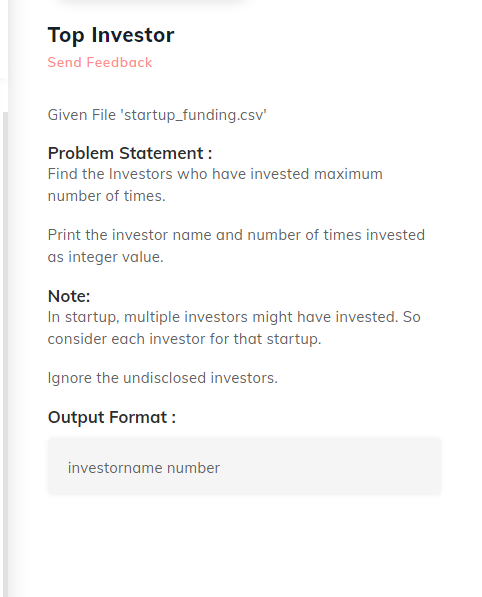 Top Investor
Send Feedback
Given File 'startup_funding.csv'
Problem Statement :
Find the Investors who have invested maximum
number of times.
Print the investor name and number of times invested
as integer value.
Note:
In startup, multiple investors might have invested. So
consider each investor for that startup.
Ignore the undisclosed investors.
Output Format :
investorname number